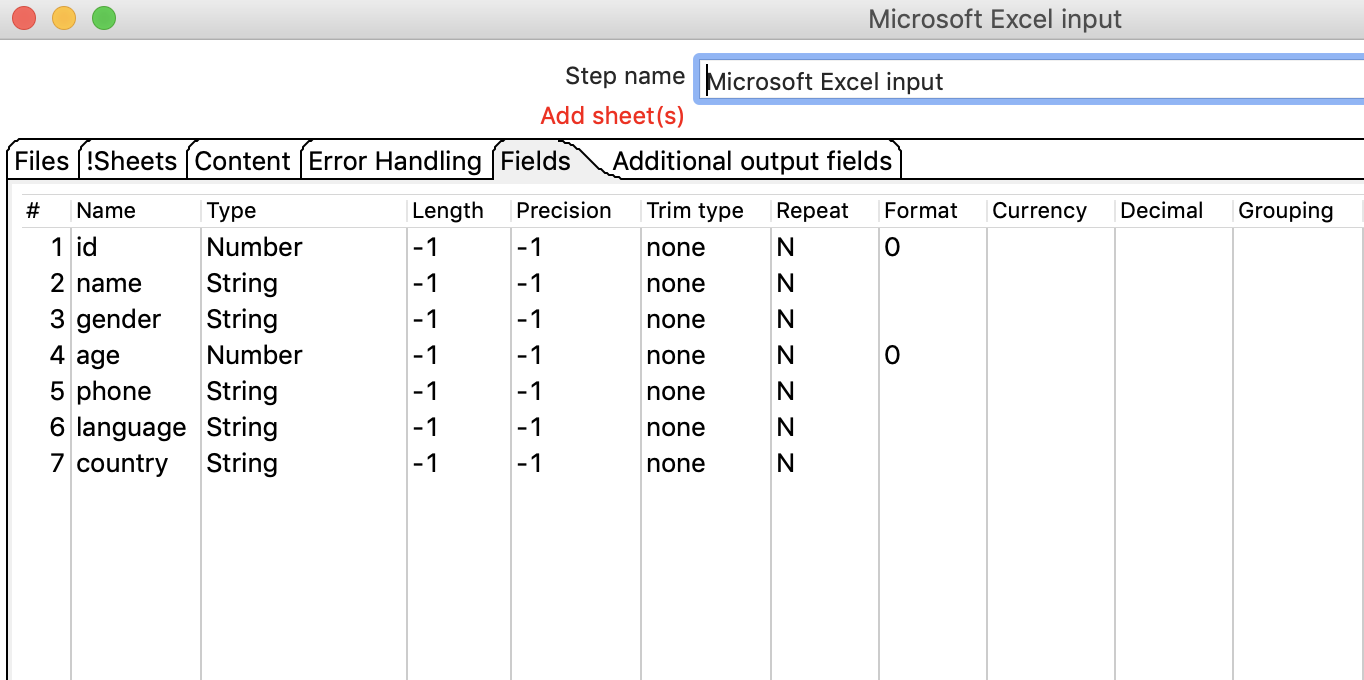 Microsoft Excel input
Step name Microsoft Excel input
Add sheet(s)
Files !Sheets Content Error Handling Fields Additional output fields
# Name Type Length Precision Trim type Repeat Format Currency Decimal Grouping
1 id Number -1 -1 none N 0
2 name String -1 -1 none N
3 gender String -1 -1 none N
4 age Number -1 -1 none N 0
5 phone String -1 -1 none N
6 language String -1 -1 none N
7 country String -1 -1 none N